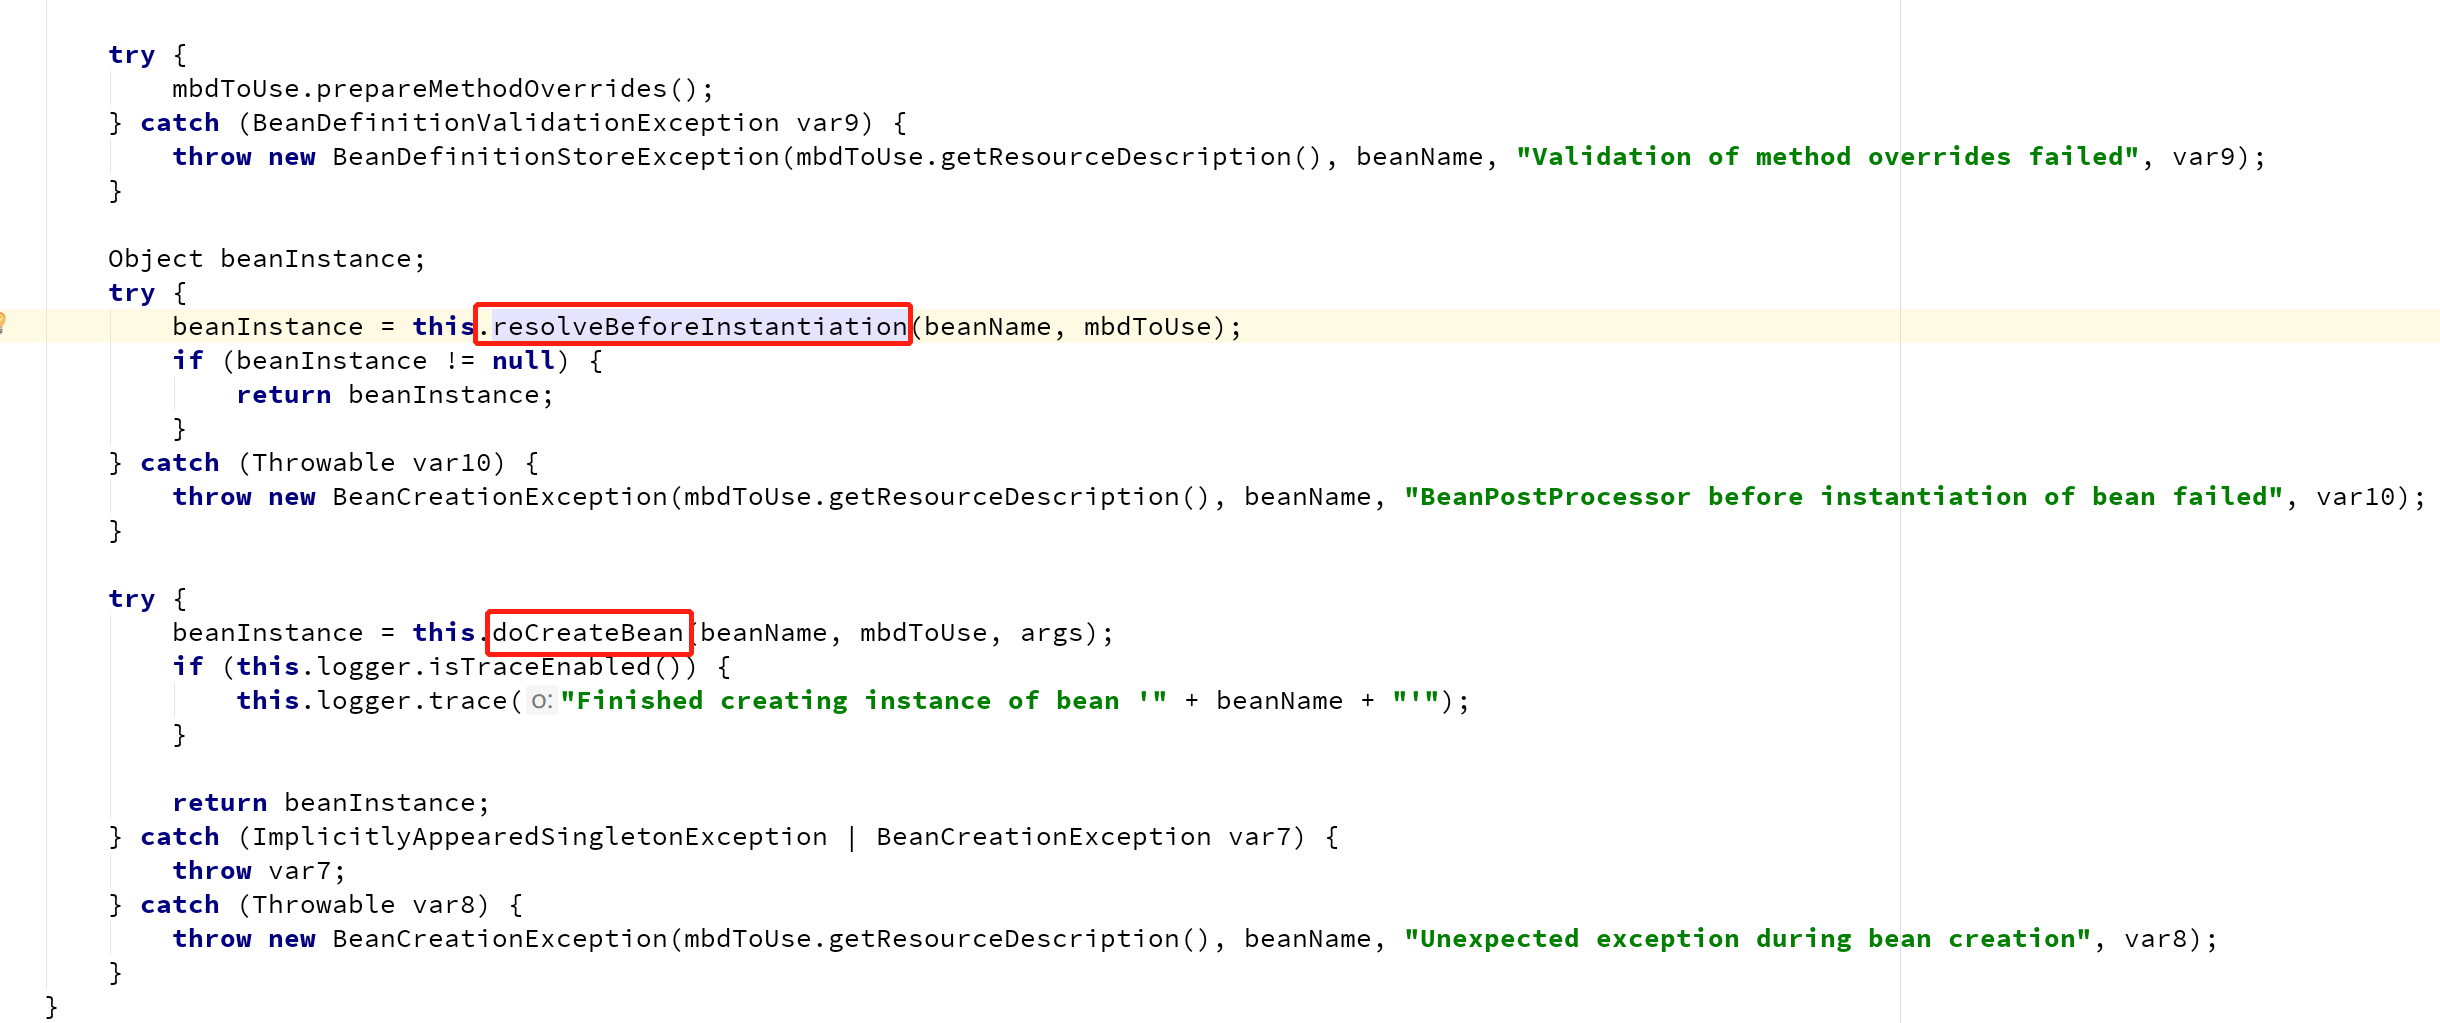 try {
mbdToUse.prepareMethodOverrides();
} catch (BeanDefinitionValidationException var9) {
throw new BeanDefinitionStoreException(mbdToUse.getResourceDescription(), beanName, "Validation of method overrides failed", var9);
}
Object beanInstance;
try {
beanInstance = this.resolveBeforeInstantiation(beanName, mbdToUse);
if (beanInstance != null) {
return beanInstance;
}
} catch (Throwable var10) {
throw new BeanCreationException(mbdToUse.getResourceDescription(), beanName, "BeanPostProcessor before instantiation of bean failed", var10);
}
try {
beanInstance = this.doCreateBean(beanName, mbdToUse, args);
if (this.logger.isTraceEnabled()) {
this.logger.trace( o: "Finished creating instance of bean '" + beanName + "'");
}
return beanInstance;
} catch (ImplicitlyAppearedSingletonException | BeanCreationException var7) {
throw var7;
} catch (Throwable var8) {
throw new BeanCreationException(mbdToUse.getResourceDescription(), beanName, "Unexpected exception during bean creation", var8);
}
}